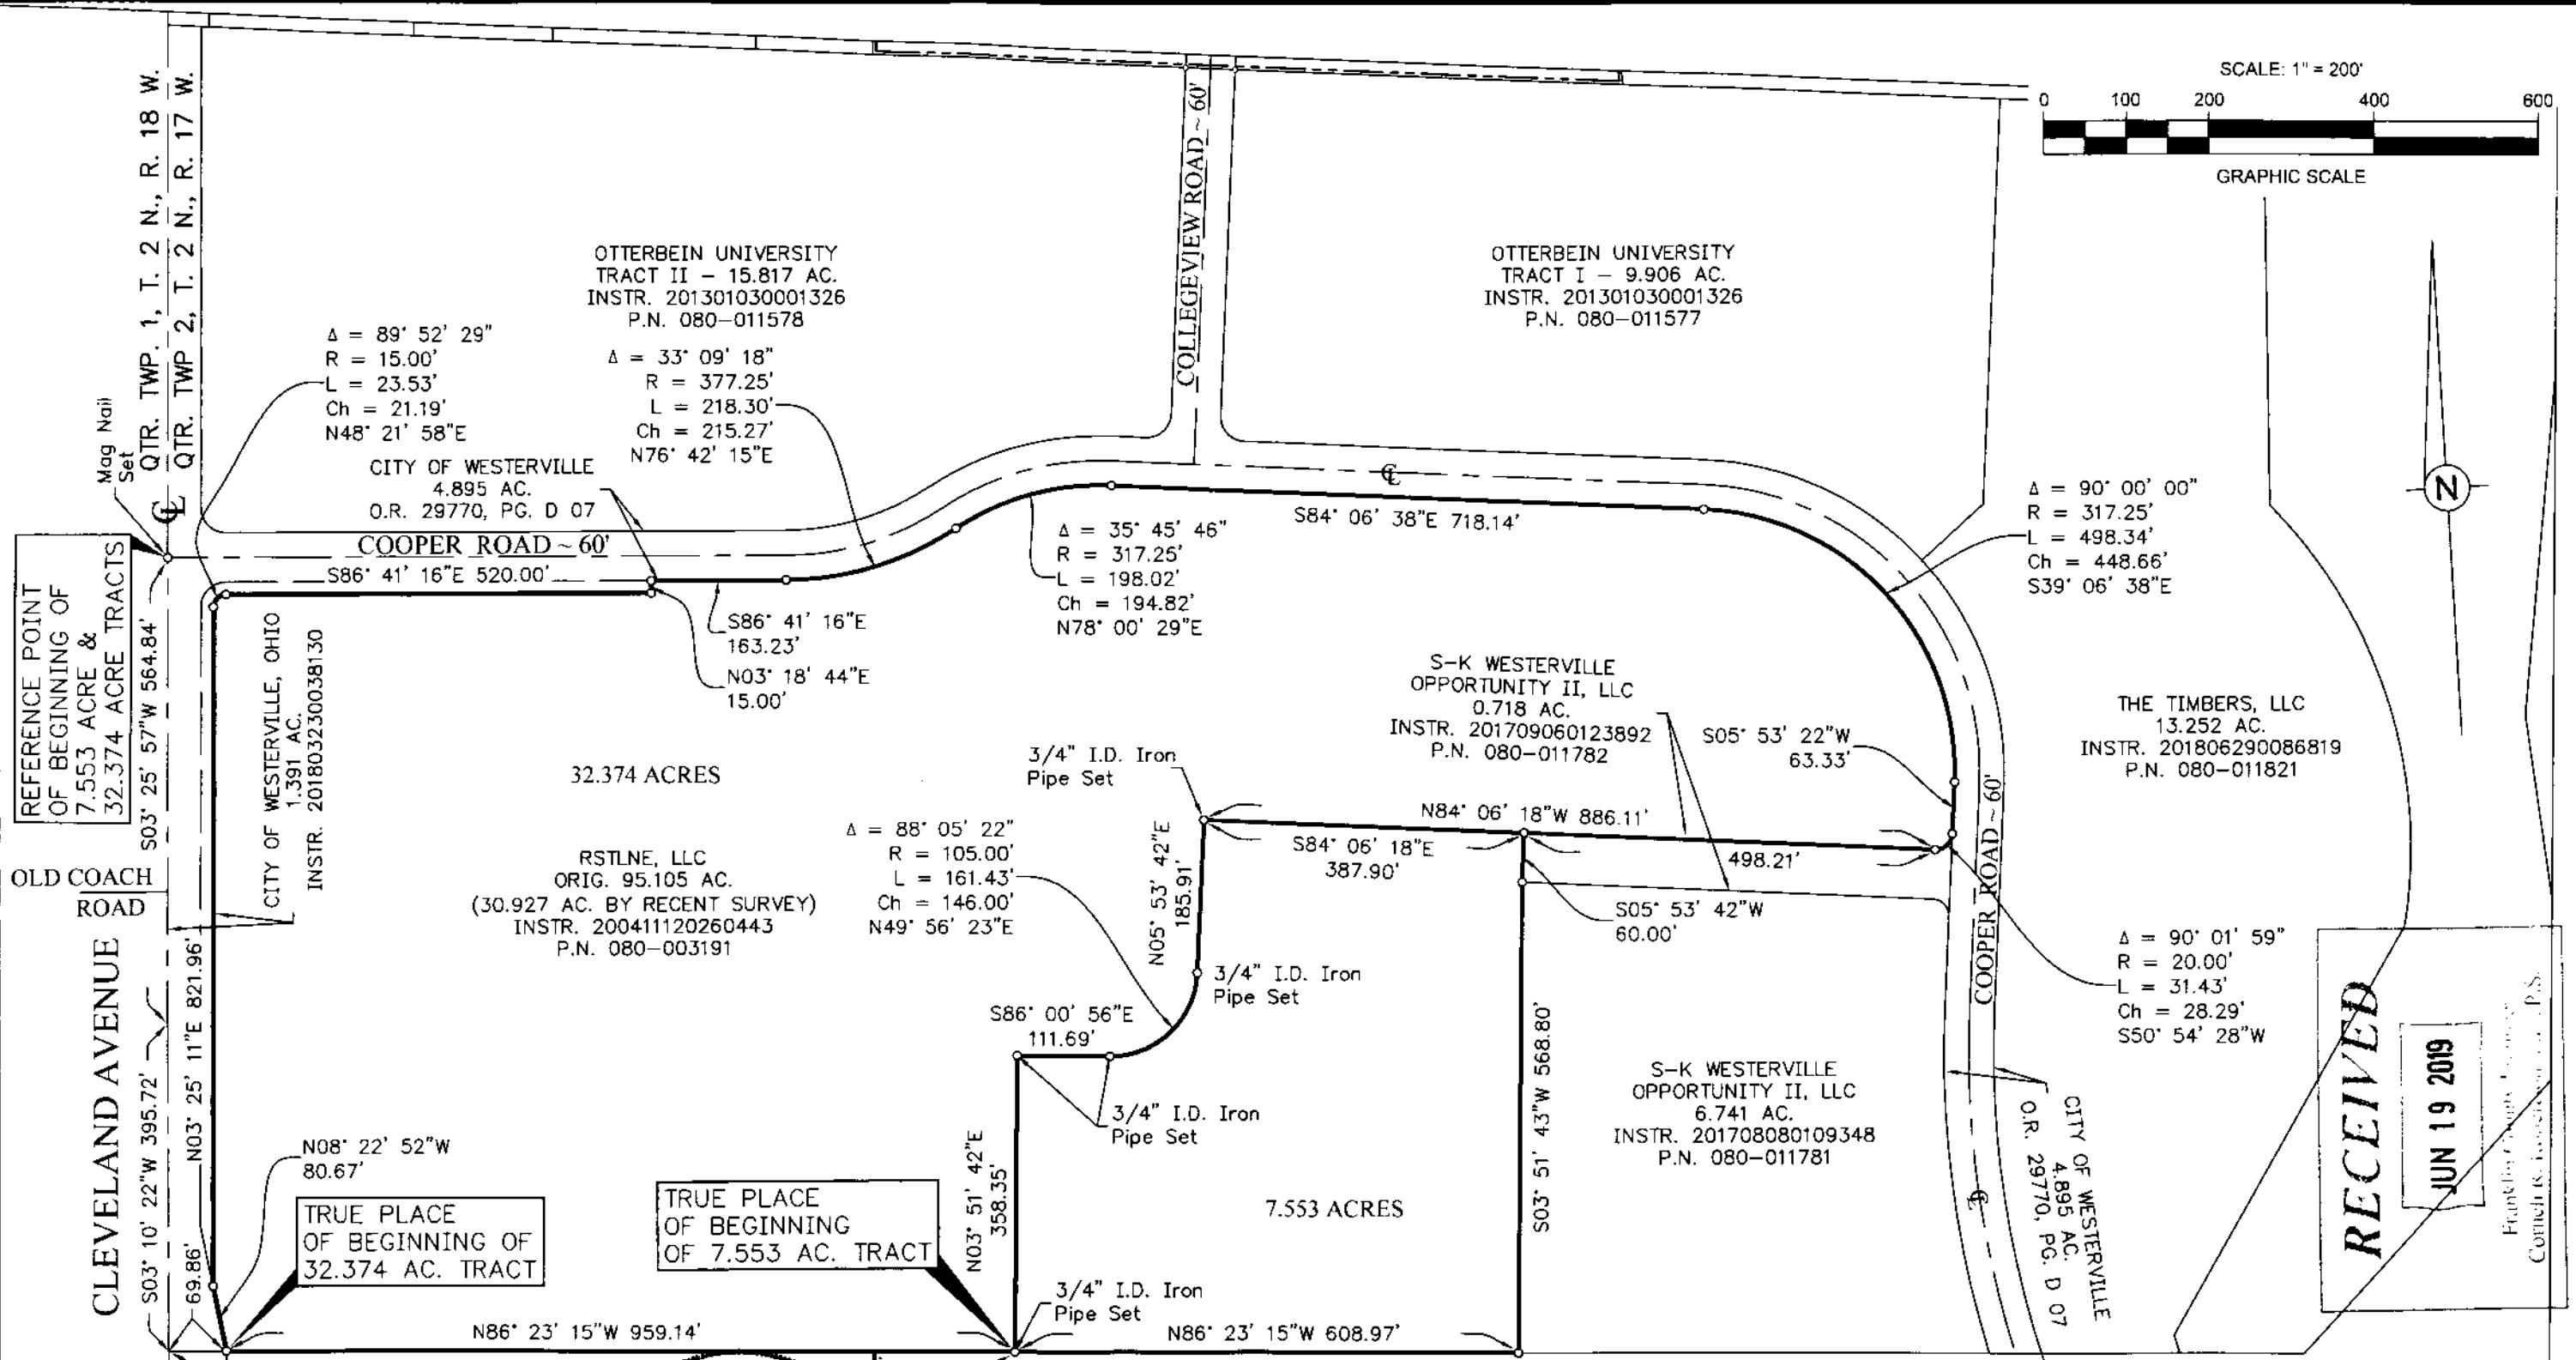 SCALE: 1" = 200'
0 100 200 400 600
GRAPHIC SCALE
QTR. TWP. 1, T. 2 N., R. 18 W.
QTR. TWP 2, T. 2 N., R. 17 W.
COLLEGEVIEW ROAD ~ 60'
OTTERBEIN UNIVERSITY
TRACT II - 15.817 AC.
INSTR. 201301030001326
P.N. 080-011578
OTTERBEIN UNIVERSITY
TRACT I - 9.906 AC.
INSTR. 201301030001326
P.N. 080-011577
Δ = 89° 52' 29"
R = 15.00'
L = 23.53'
Ch = 21.19'
N48° 21' 58"E
Δ = 33° 09' 18"
R = 377.25'
L = 218.30'
Ch = 215.27'
N76° 42' 15"E
Mag Nail
Set
CITY OF WESTERVILLE
4.895 AC.
O.R. 29770, PG. D 07
COOPER ROAD ~ 60'
S86° 41' 16"E 520.00'
REFERENCE POINT
OF BEGINNING OF
7.553 ACRE &
32.374 ACRE TRACTS
S86° 41' 16"E
163.23'
N03° 18' 44"E
15.00'
Δ = 35° 45' 46"
R = 317.25'
L = 198.02'
Ch = 194.82'
N78° 00' 29"E
S84° 06' 38"E 718.14'
Δ = 90° 00' 00"
R = 317.25'
L = 498.34'
Ch = 448.66'
S39° 06' 38"E
N
S03° 25' 57"W 564.84'
CITY OF WESTERVILLE, OHIO
1.391 AC.
INSTR. 201803230038130
S-K WESTERVILLE
OPPORTUNITY II, LLC
0.718 AC.
INSTR. 201709060123892
P.N. 080-011782
S05° 53' 22"W
63.33'
THE TIMBERS, LLC
13.252 AC.
INSTR. 201806290086819
P.N. 080-011821
32.374 ACRES
3/4" I.D. Iron
Pipe Set
N84° 06' 18"W 886.11'
S84° 06' 18"E
387.90'
498.21'
COOPER ROAD ~ 60'
OLD COACH
ROAD
RSTLNE, LLC
ORIG. 95.105 AC.
(30.927 AC. BY RECENT SURVEY)
INSTR. 200411120260443
P.N. 080-003191
Δ = 88° 05' 22"
R = 105.00'
L = 161.43'
Ch = 146.00'
N49° 56' 23"E
N05° 53' 42"E
185.91'
S05° 53' 42"W
60.00'
Δ = 90° 01' 59"
R = 20.00'
L = 31.43'
Ch = 28.29'
S50° 54' 28"W
CLEVELAND AVENUE
S03° 10' 22"W 395.72'
N03° 25' 11"E 821.96'
69.86'
3/4" I.D. Iron
Pipe Set
S86° 00' 56"E
111.69'
3/4" I.D. Iron
Pipe Set
S03° 51' 43"W 568.80'
S-K WESTERVILLE
OPPORTUNITY II, LLC
6.741 AC.
INSTR. 201708080109348
P.N. 080-011781
CITY OF WESTERVILLE
4.895 AC.
O.R. 29770, PG. D 07
RECEIVED
JUN 19 2019
N08° 22' 52"W
80.67'
TRUE PLACE
OF BEGINNING OF
32.374 AC. TRACT
TRUE PLACE
OF BEGINNING
OF 7.553 AC. TRACT
N03° 51' 42"E
358.35'
7.553 ACRES
3/4" I.D. Iron
Pipe Set
N86° 23' 15"W 959.14'
N86° 23' 15"W 608.97'